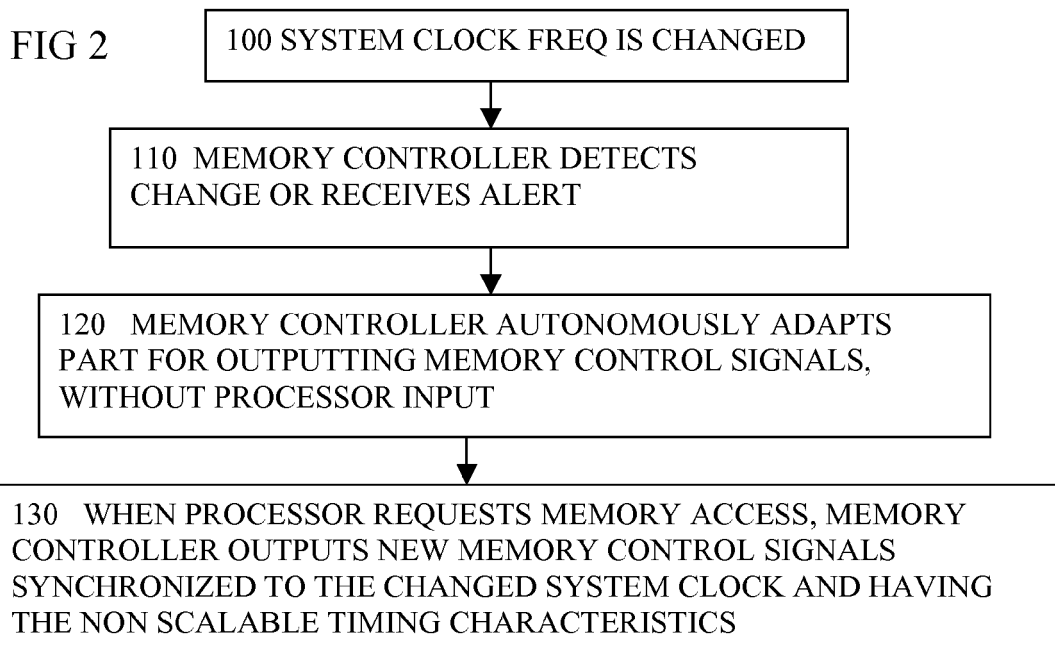 FIG 2
100 SYSTEM CLOCK FREQ IS CHANGED
110 MEMORY CONTROLLER DETECTS
CHANGE OR RECEIVES ALERT
120 MEMORY CONTROLLER AUTONOMOUSLY ADAPTS
PART FOR OUTPUTTING MEMORY CONTROL SIGNALS,
WITHOUT PROCESSOR INPUT
130 WHEN PROCESSOR REQUESTS MEMORY ACCESS, MEMORY
CONTROLLER OUTPUTS NEW MEMORY CONTROL SIGNALS
SYNCHRONIZED TO THE CHANGED SYSTEM CLOCK AND HAVING
THE NON SCALABLE TIMING CHARACTERISTICS